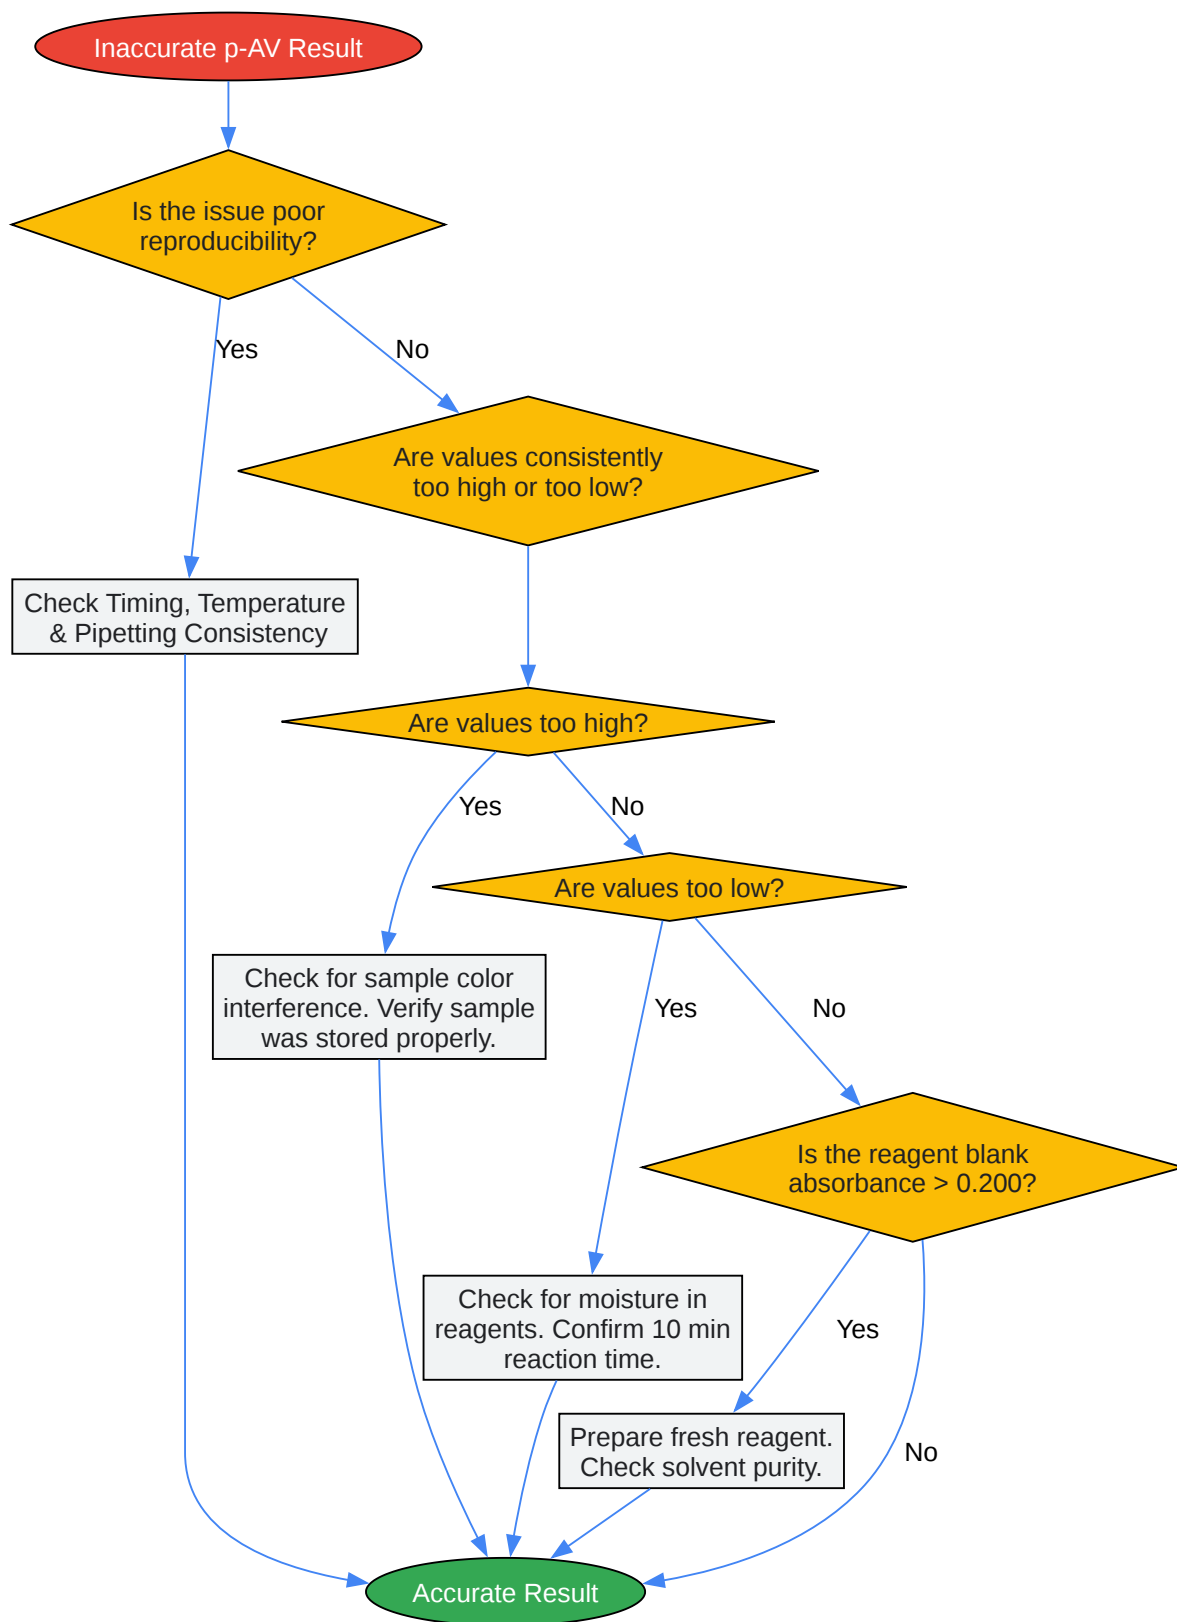 Inaccurate p-AV Result
Is the issue poor
reproducibility?
Yes
No
Are values consistently
too high or too low?
Check Timing, Temperature
& Pipetting Consistency
Are values too high?
Yes
No
Are values too low?
Check for sample color
interference. Verify sample
was stored properly.
Yes
No
Is the reagent blank
absorbance > 0.200?
Check for moisture in
reagents. Confirm 10 min
reaction time.
Yes
No
Prepare fresh reagent.
Check solvent purity.
Accurate Result